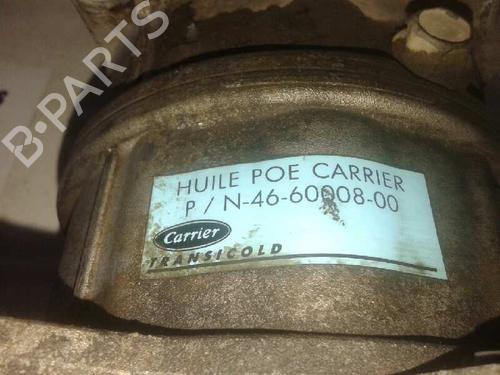 B-PARTS
HUILE POE CARRIER
P / N-46-60008-00
Carrier
TRANSICOLD